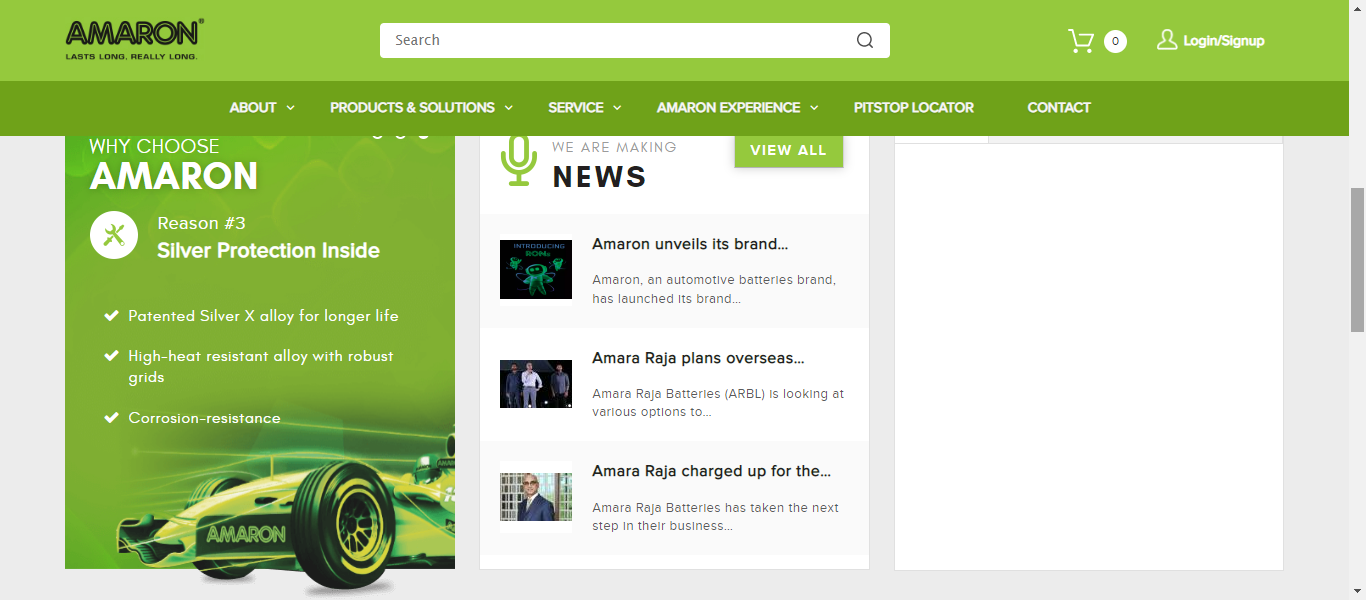 AMARON®
LASTS LONG. REALLY LONG.
Search
0
Login/Signup
ABOUT
PRODUCTS & SOLUTIONS
SERVICE
AMARON EXPERIENCE
PITSTOP LOCATOR
CONTACT
WHY CHOOSE
AMARON
Reason #3
Silver Protection Inside
Patented Silver X alloy for longer life
High-heat resistant alloy with robust
grids
Corrosion-resistance
AMARON
WE ARE MAKING
NEWS
VIEW ALL
INTRODUCING
Amaron unveils its brand...
Amaron, an automotive batteries brand,
has launched its brand...
Amara Raja plans overseas...
Amara Raja Batteries (ARBL) is looking at
various options to...
Amara Raja charged up for the...
Amara Raja Batteries has taken the next
step in their business...